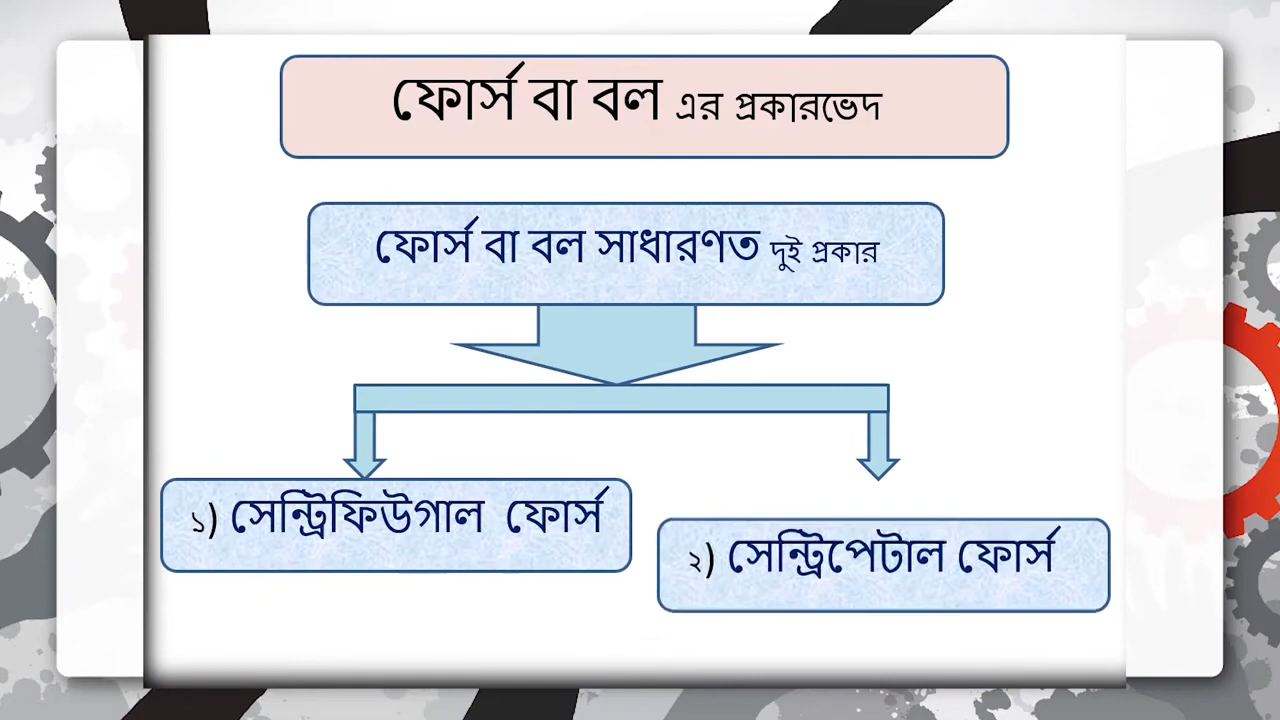 ফোর্স বা বল এর প্রকারভেদ
ফোর্স বা বল সাধারণত দুই প্রকার
১) সেন্ট্রিফিউগাল ফোর্স
২) সেন্ট্রিপেটাল ফোর্স